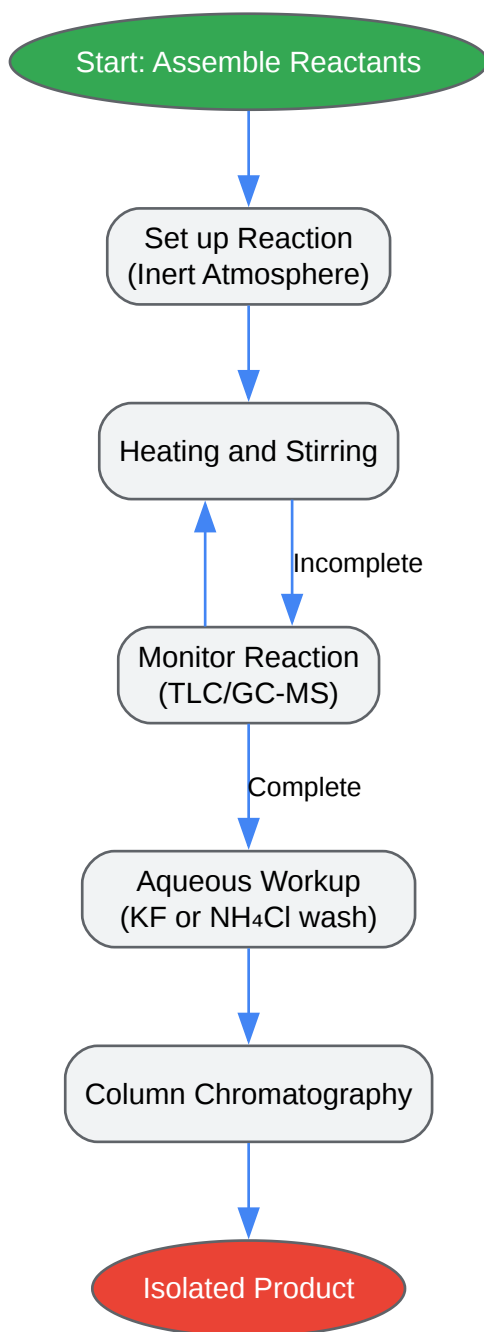 Start: Assemble Reactants
Set up Reaction
(Inert Atmosphere)
Heating and Stirring
Incomplete
Monitor Reaction
(TLC/GC-MS)
Complete
Aqueous Workup
(KF or NH₄Cl wash)
Column Chromatography
Isolated Product